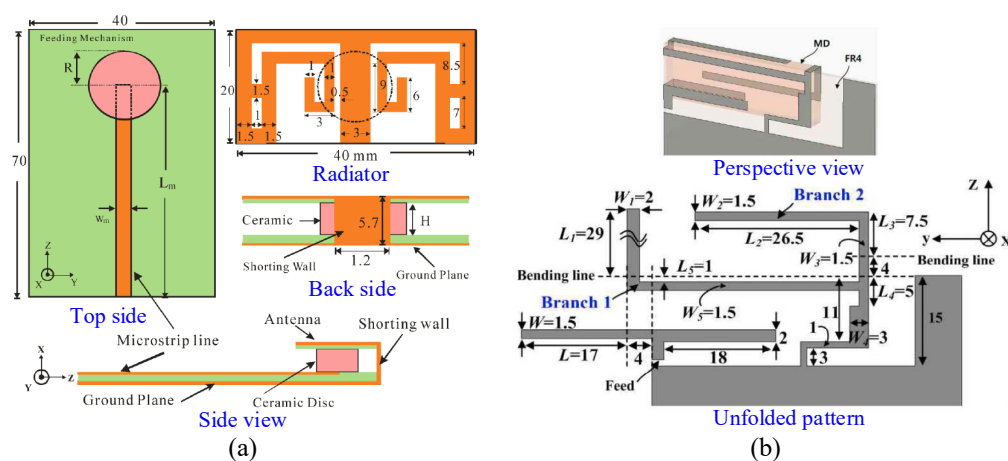 40
Feeding Mechanism
R
70
Lm
Wm
Z
X
Y
Top side
20
1
1
8.5
1.5
0.5
9
6
1
3
7
1.5
1.5
3
40 mm
Radiator
Ceramic
5.7
H
Shorting Wall
1.2
Ground Plane
Back side
Antenna
Shorting wall
Microstrip line
X
Y
Z
Ground Plane
Ceramic Disc
Side view
(a)
MD
FR4
Perspective view
W1=2
Branch 2
W2=1.5
Z
L1=29
L2=26.5
L3=7.5
y
X
W3=1.5
4
Bending line
Bending line
L5=1
Branch 1
W5=1.5
L4=5
11
15
W=1.5
1
W4=3
2
L=17
4
18
3
Feed
Unfolded pattern
(b)